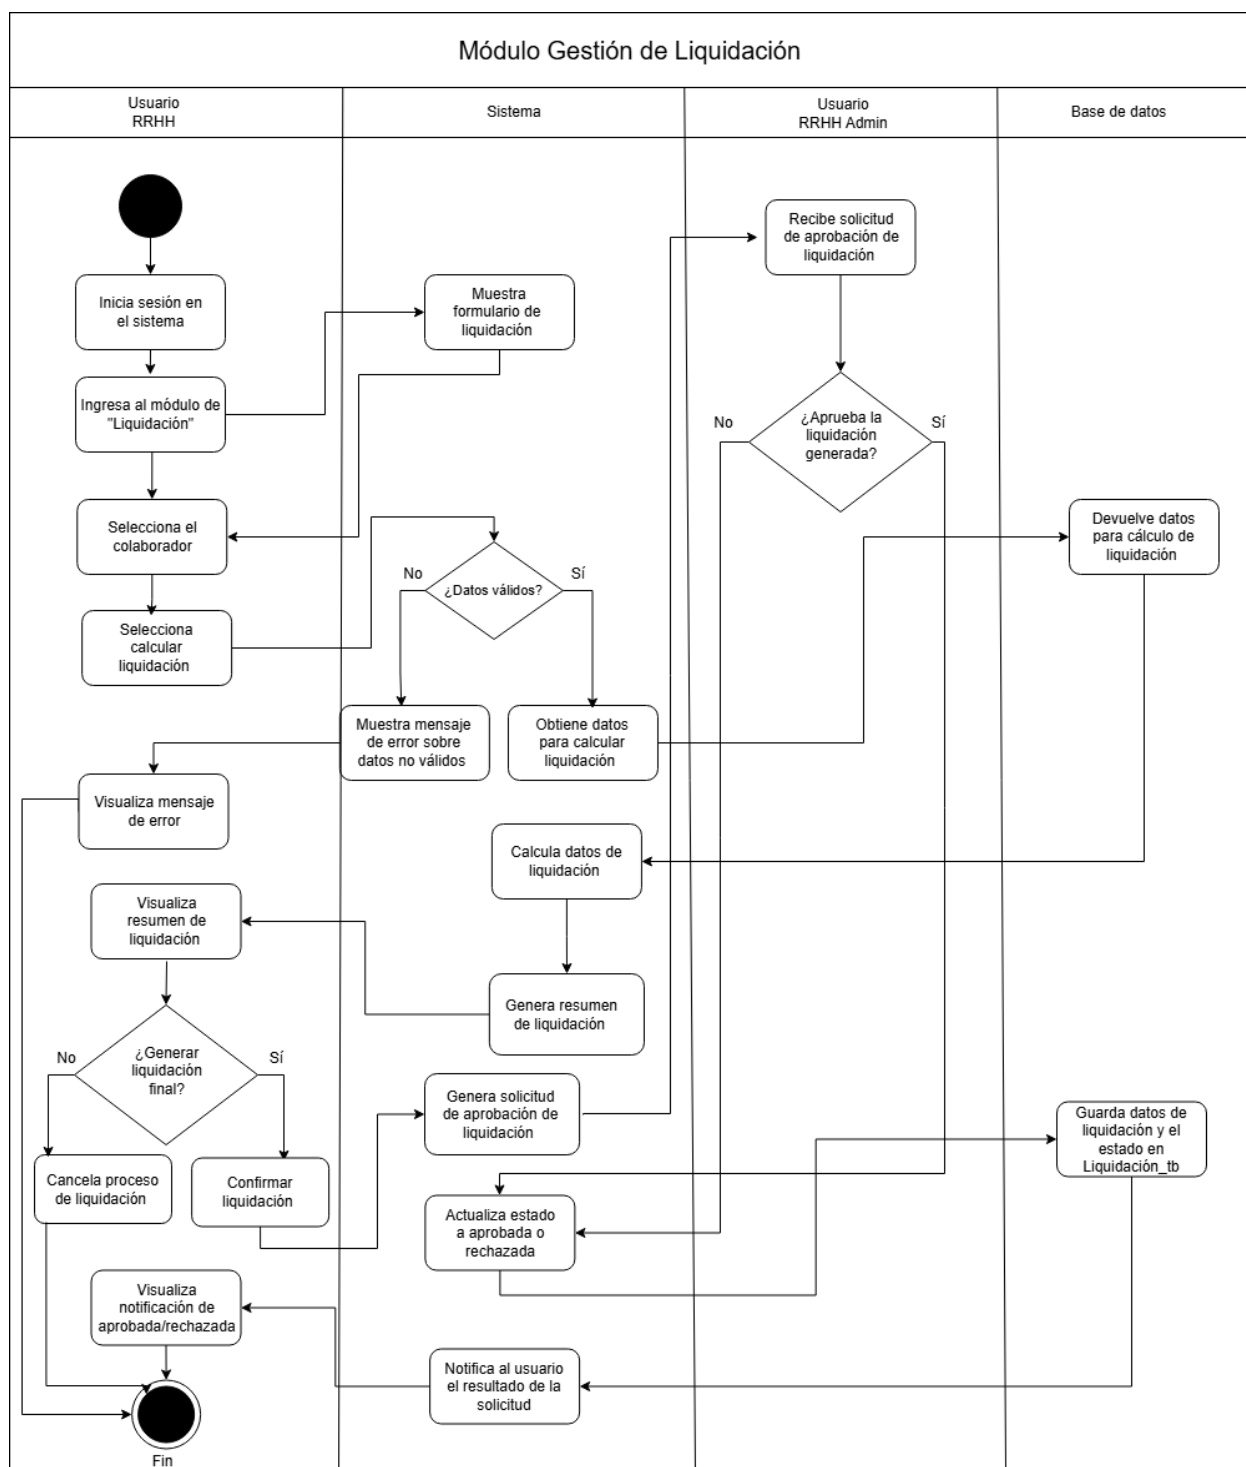 Módulo Gestión de Liquidación
Usuario
RRHH
Sistema
Usuario
RRHH Admin
Base de datos
Recibe solicitud
de aprobación de
liquidación
Inicia sesión en
el sistema
Muestra
formulario de
liquidación
Ingresa al módulo de
"Liquidación"
No
¿Aprueba la
liquidación
generada?
Sí
Selecciona el
colaborador
Devuelve datos
para cálculo de
liquidación
No
¿Datos válidos?
Sí
Selecciona
calcular
liquidación
Muestra mensaje
de error sobre
datos no válidos
Obtiene datos
para calcular
liquidación
Visualiza mensaje
de error
Calcula datos de
liquidación
Visualiza
resumen de
liquidación
Genera resumen
de liquidación
No
¿Generar
liquidación
final?
Sí
Genera solicitud
de aprobación de
liquidación
Guarda datos de
liquidación y el
estado en
Liquidación_tb
Cancela proceso
de liquidación
Confirmar
liquidación
Actualiza estado
a aprobada o
rechazada
Visualiza
notificación de
aprobada/rechazada
Notifica al usuario
el resultado de la
solicitud
Fin